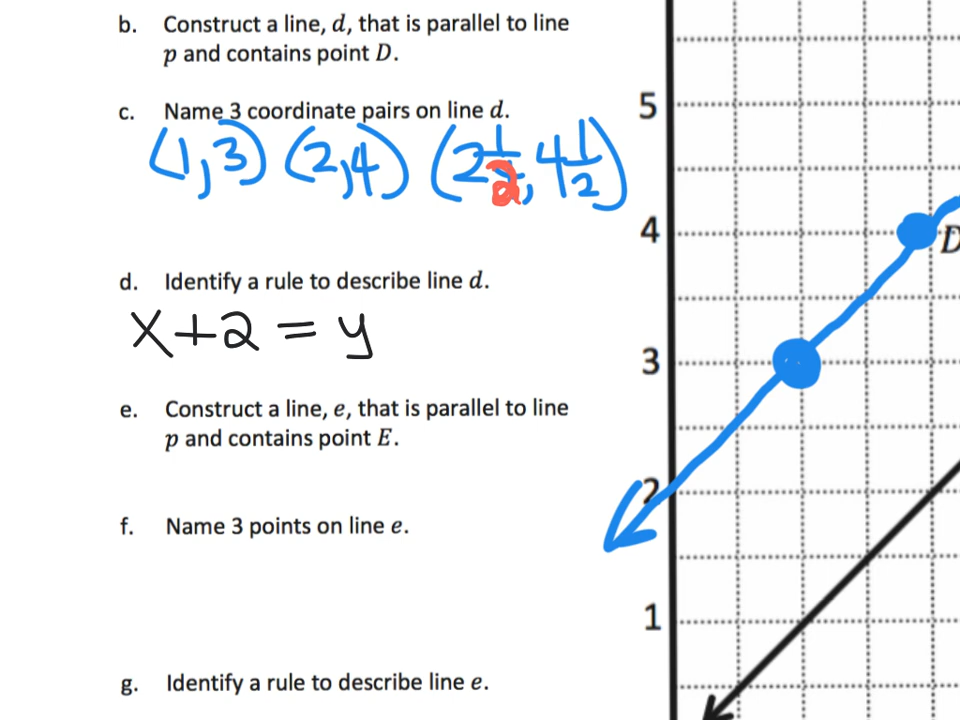 b. Construct a line, d, that is parallel to line
p and contains point D.
c. Name 3 coordinate pairs on line d.
(1,3) (2,4) (2 1/2, 4 1/2)
d. Identify a rule to describe line d.
x+2 = y
e. Construct a line, e, that is parallel to line
p and contains point E.
f. Name 3 points on line e.
g. Identify a rule to describe line e.
5
4
D
3
2
1